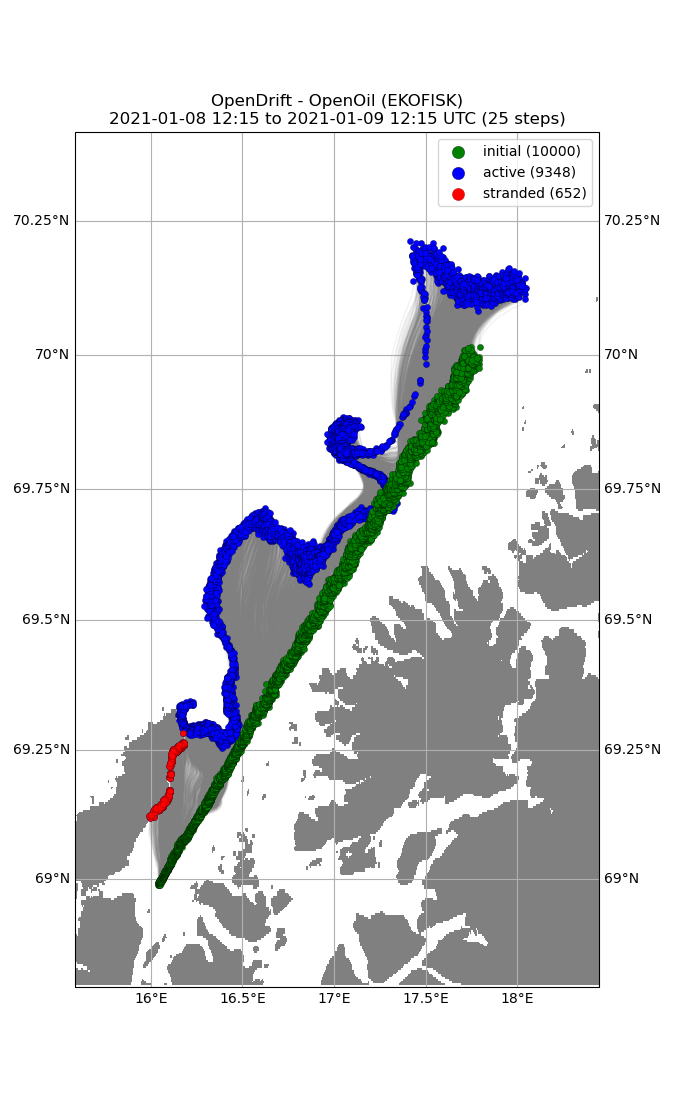 OpenDrift - OpenOil (EKOFISK)
2021-01-08 12:15 to 2021-01-09 12:15 UTC (25 steps)
initial (10000)
active (9348)
stranded (652)
70.25°N 70.25°N
70°N 70°N
69.75°N 69.75°N
69.5°N 69.5°N
69.25°N 69.25°N
69°N 69°N
16°E 16.5°E 17°E 17.5°E 18°E